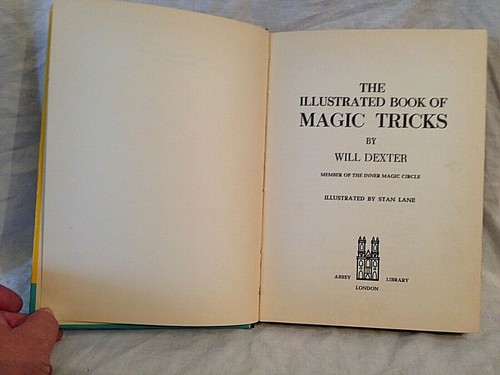 THE
ILLUSTRATED BOOK OF
MAGIC TRICKS
BY
WILL DEXTER
MEMBER OF THE INNER MAGIC CIRCLE
ILLUSTRATED BY STAN LANE
ABBEY LIBRARY
LONDON